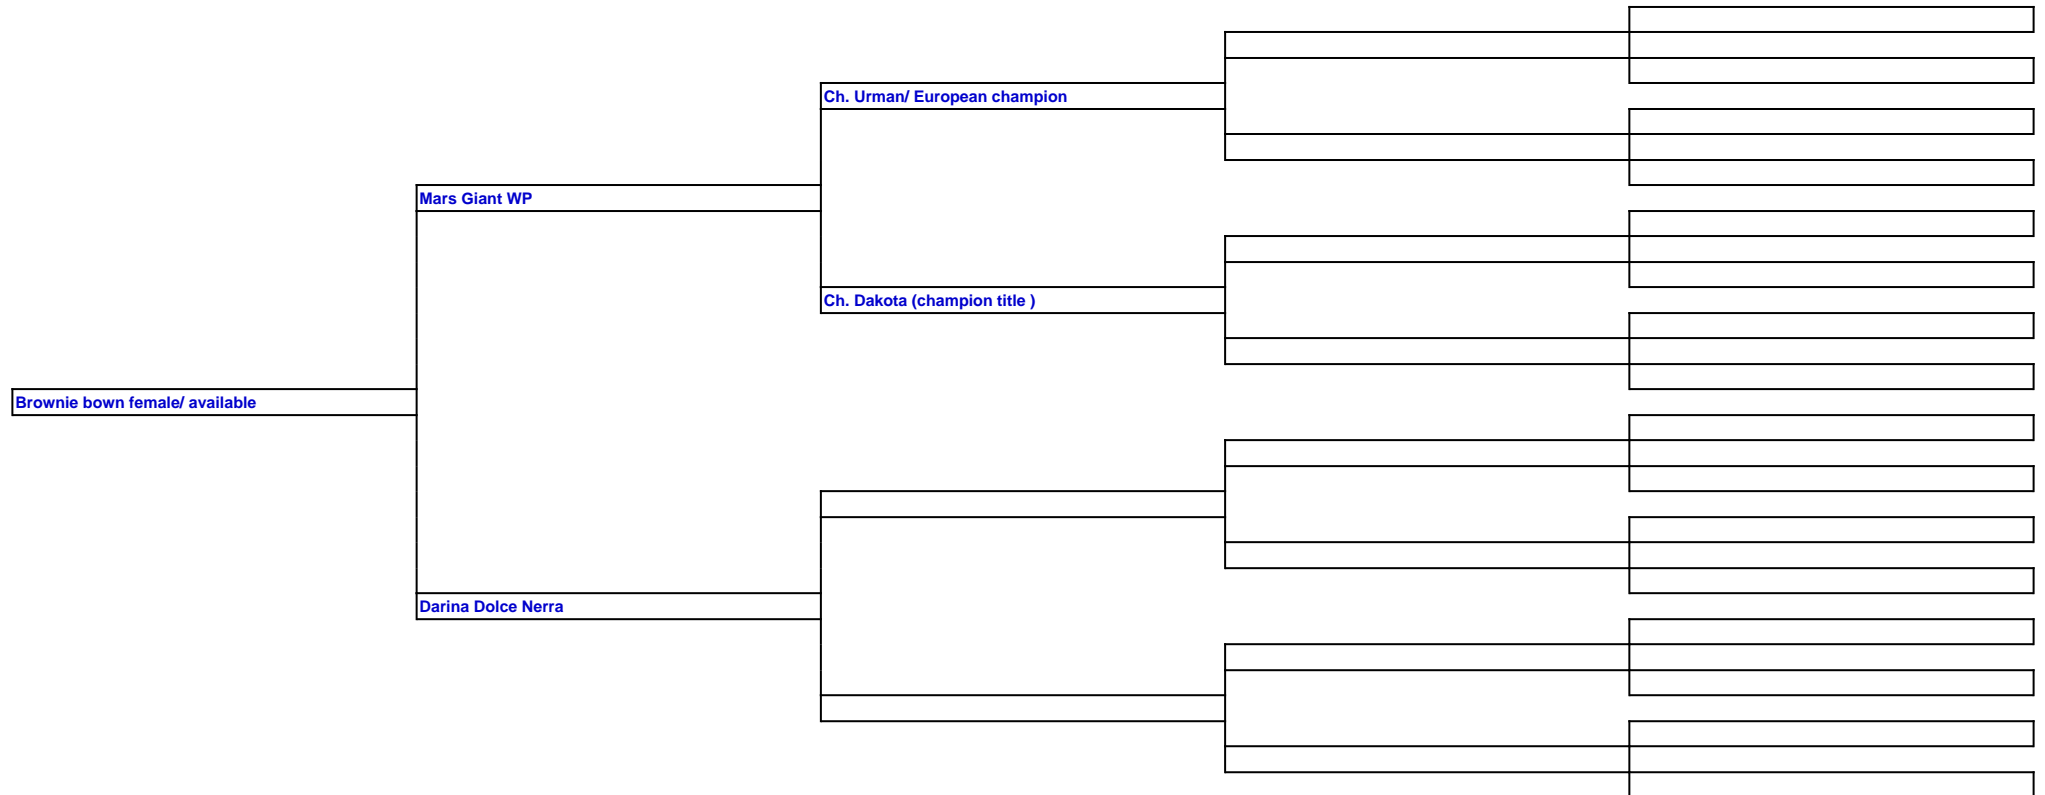 Ch. Urman/ European champion
Mars Giant WP
Ch. Dakota (champion title )
Brownie bown female/ available
Darina Dolce Nerra